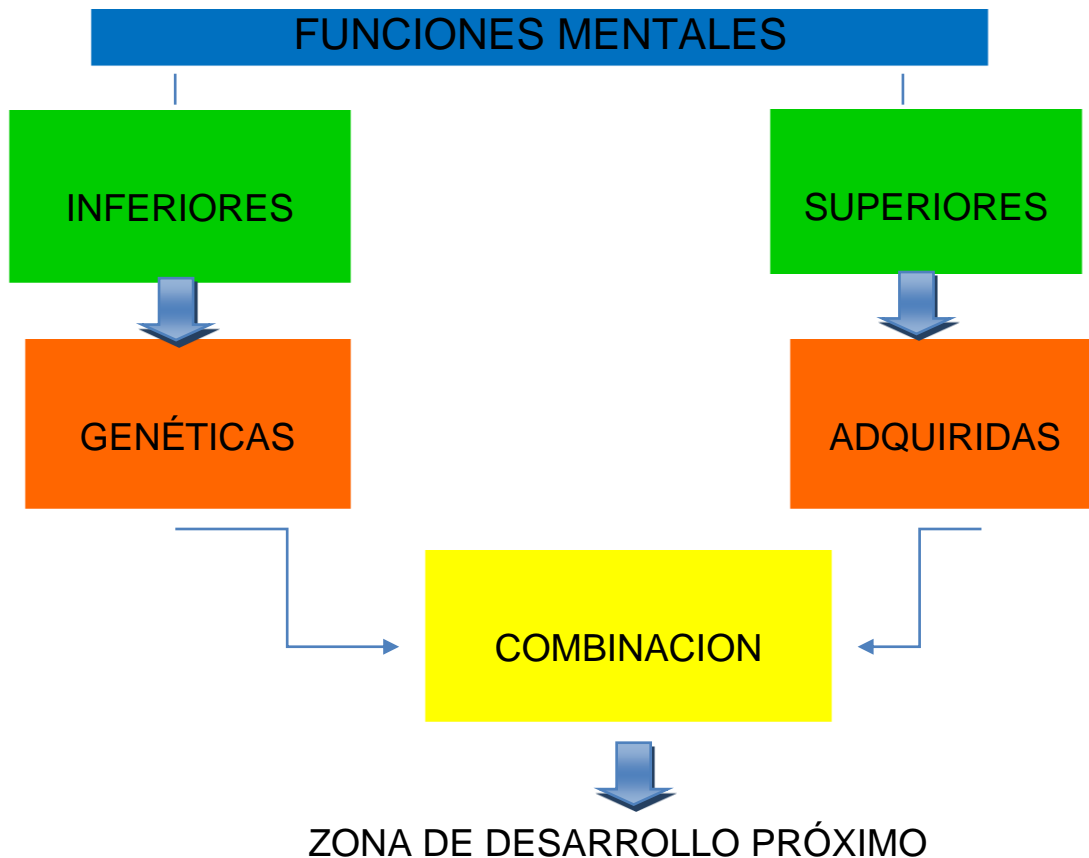 FUNCIONES MENTALES
INFERIORES
SUPERIORES
GENÉTICAS
ADQUIRIDAS
COMBINACION
ZONA DE DESARROLLO PRÓXIMO